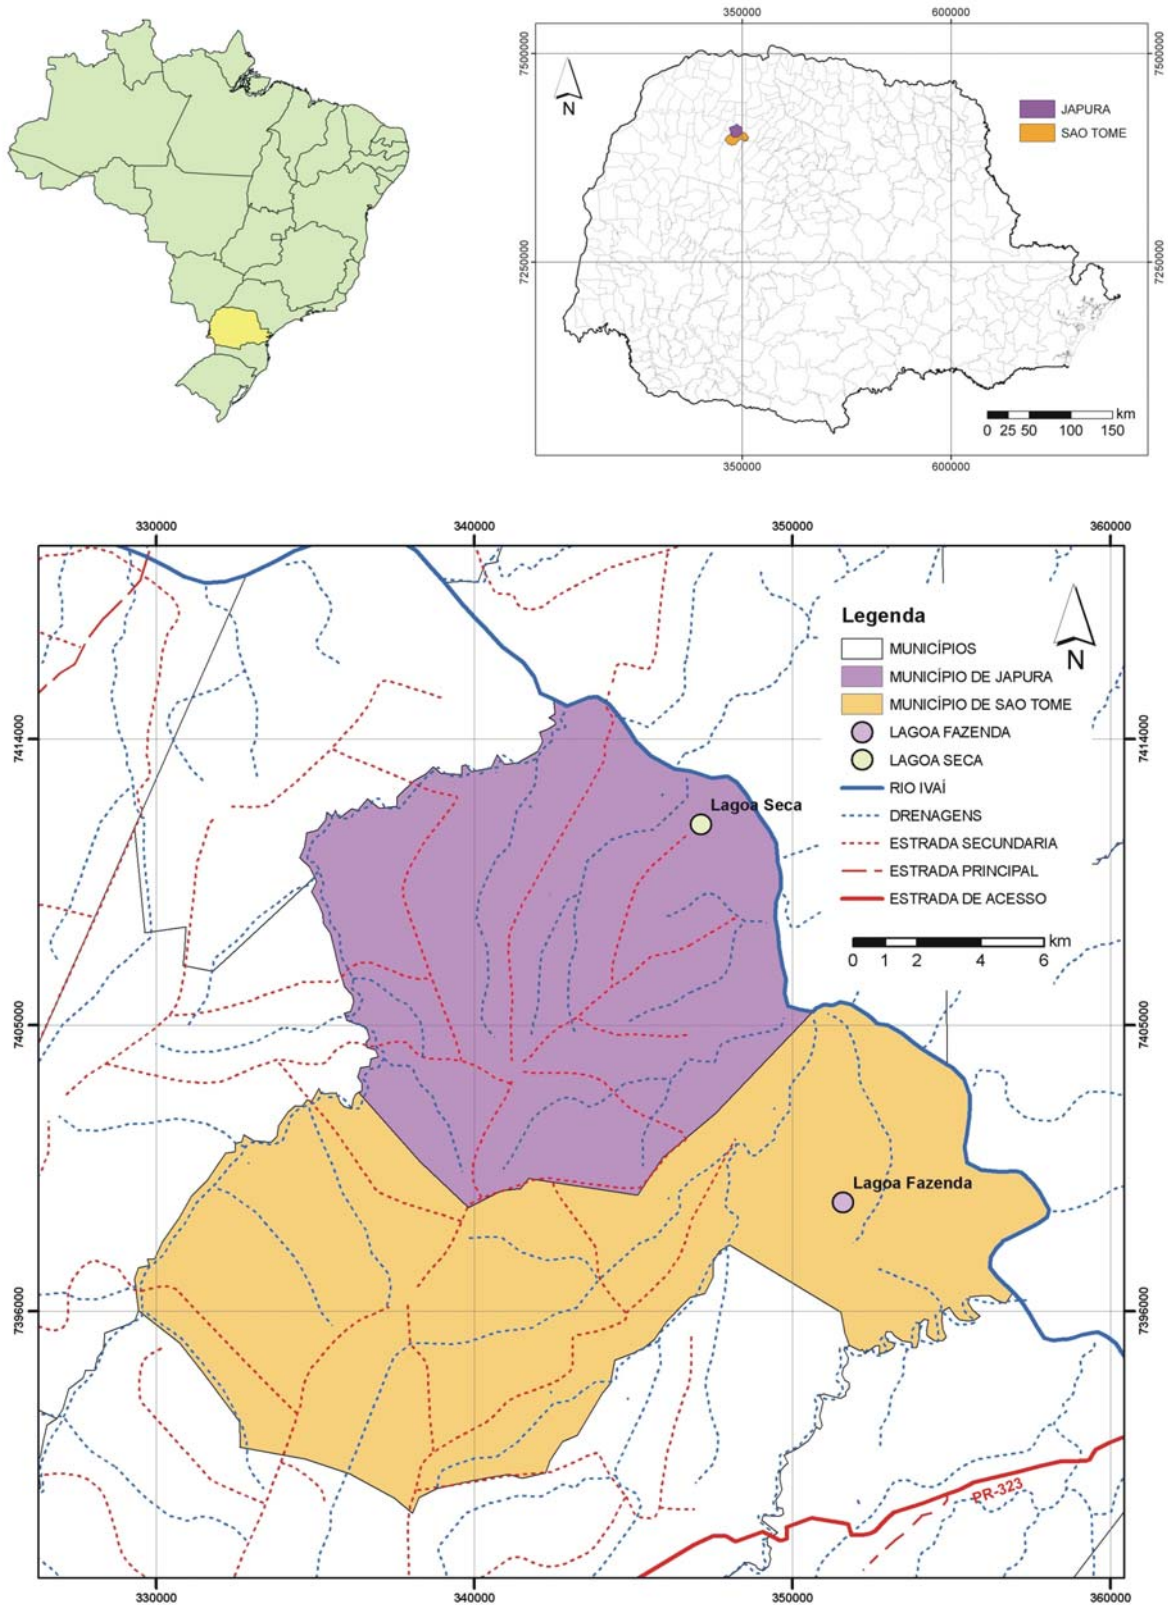 350000
600000
7500000
7500000
N
JAPURA
SAO TOME
7250000
7250000
km
0 25 50 100 150
350000
600000
330000
340000
350000
360000
Legenda
MUNICÍPIOS
N
MUNICÍPIO DE JAPURA
MUNICÍPIO DE SAO TOME
LAGOA FAZENDA
7414000
7414000
LAGOA SECA
RIO IVAÍ
Lagoa Seca
DRENAGENS
ESTRADA SECUNDARIA
ESTRADA PRINCIPAL
ESTRADA DE ACESSO
km
0 1 2 4 6
7405000
7405000
Lagoa Fazenda
7396000
7396000
PR-323
330000
340000
350000
360000